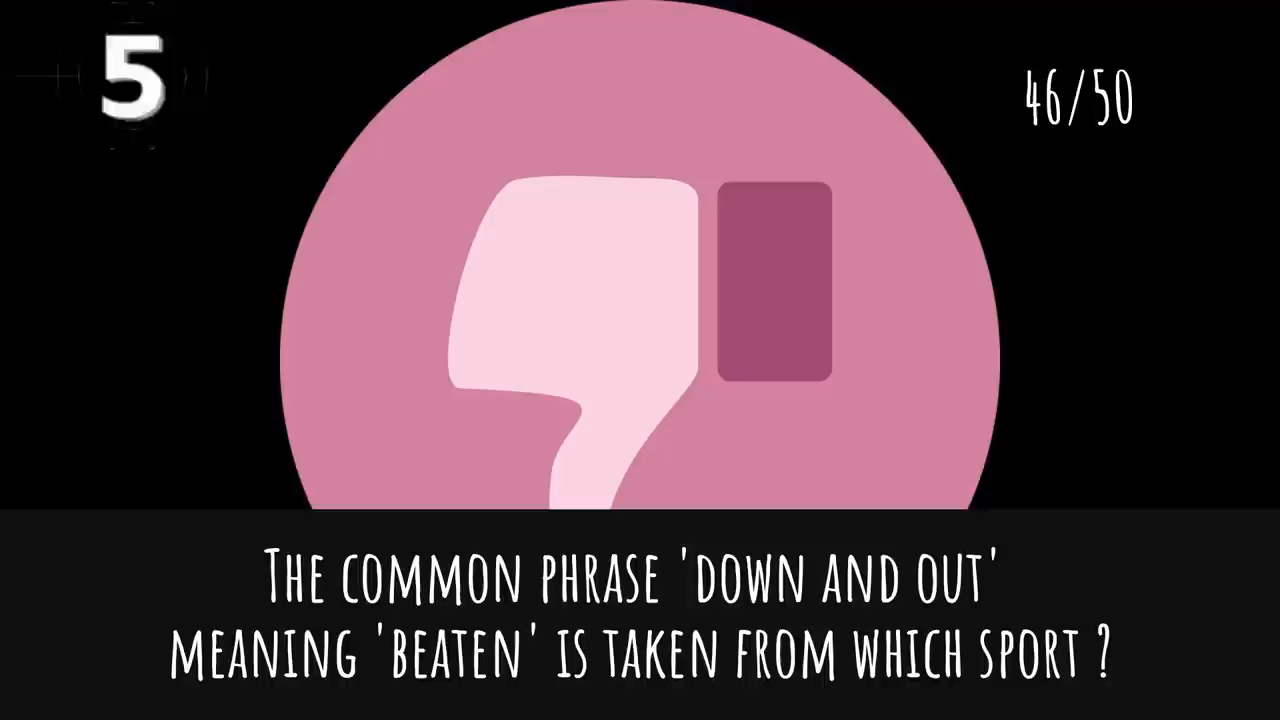 5
46/50
The common phrase 'down and out'
meaning 'beaten' is taken from which sport ?